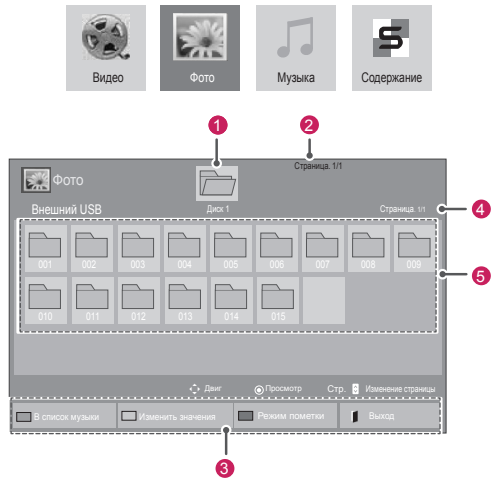 Видео Фото Музыка Содержание
1 2
Страница. 1/1
Фото
Внешний USB Диск 1 Страница 1/1 4
001 002 003 004 005 006 007 008 009
5
010 011 012 013 014 015
Двиг Просмотр Стр. Изменение страницы
В список музыки Изменить значения Режим пометки Выход
3